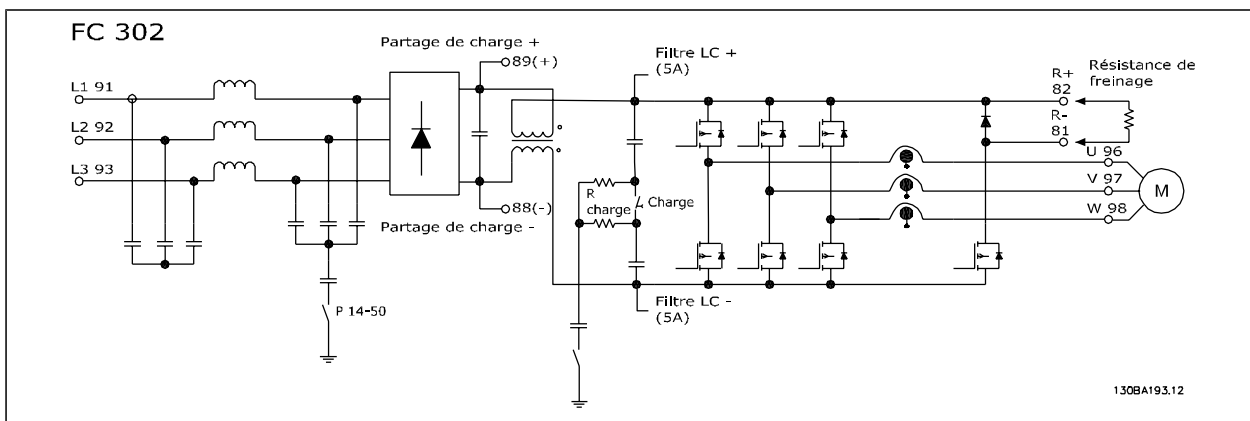 FC 302
Partage de charge +
89(+)
Filtre LC +
(5A)
L1 91
L2 92
L3 93
R+
82
R-
81
Résistance de
freinage
U 96
V 97
W 98
M
R
charge
Charge
88(-)
Partage de charge -
P 14-50
Filtre LC -
(5A)
130BA193.12